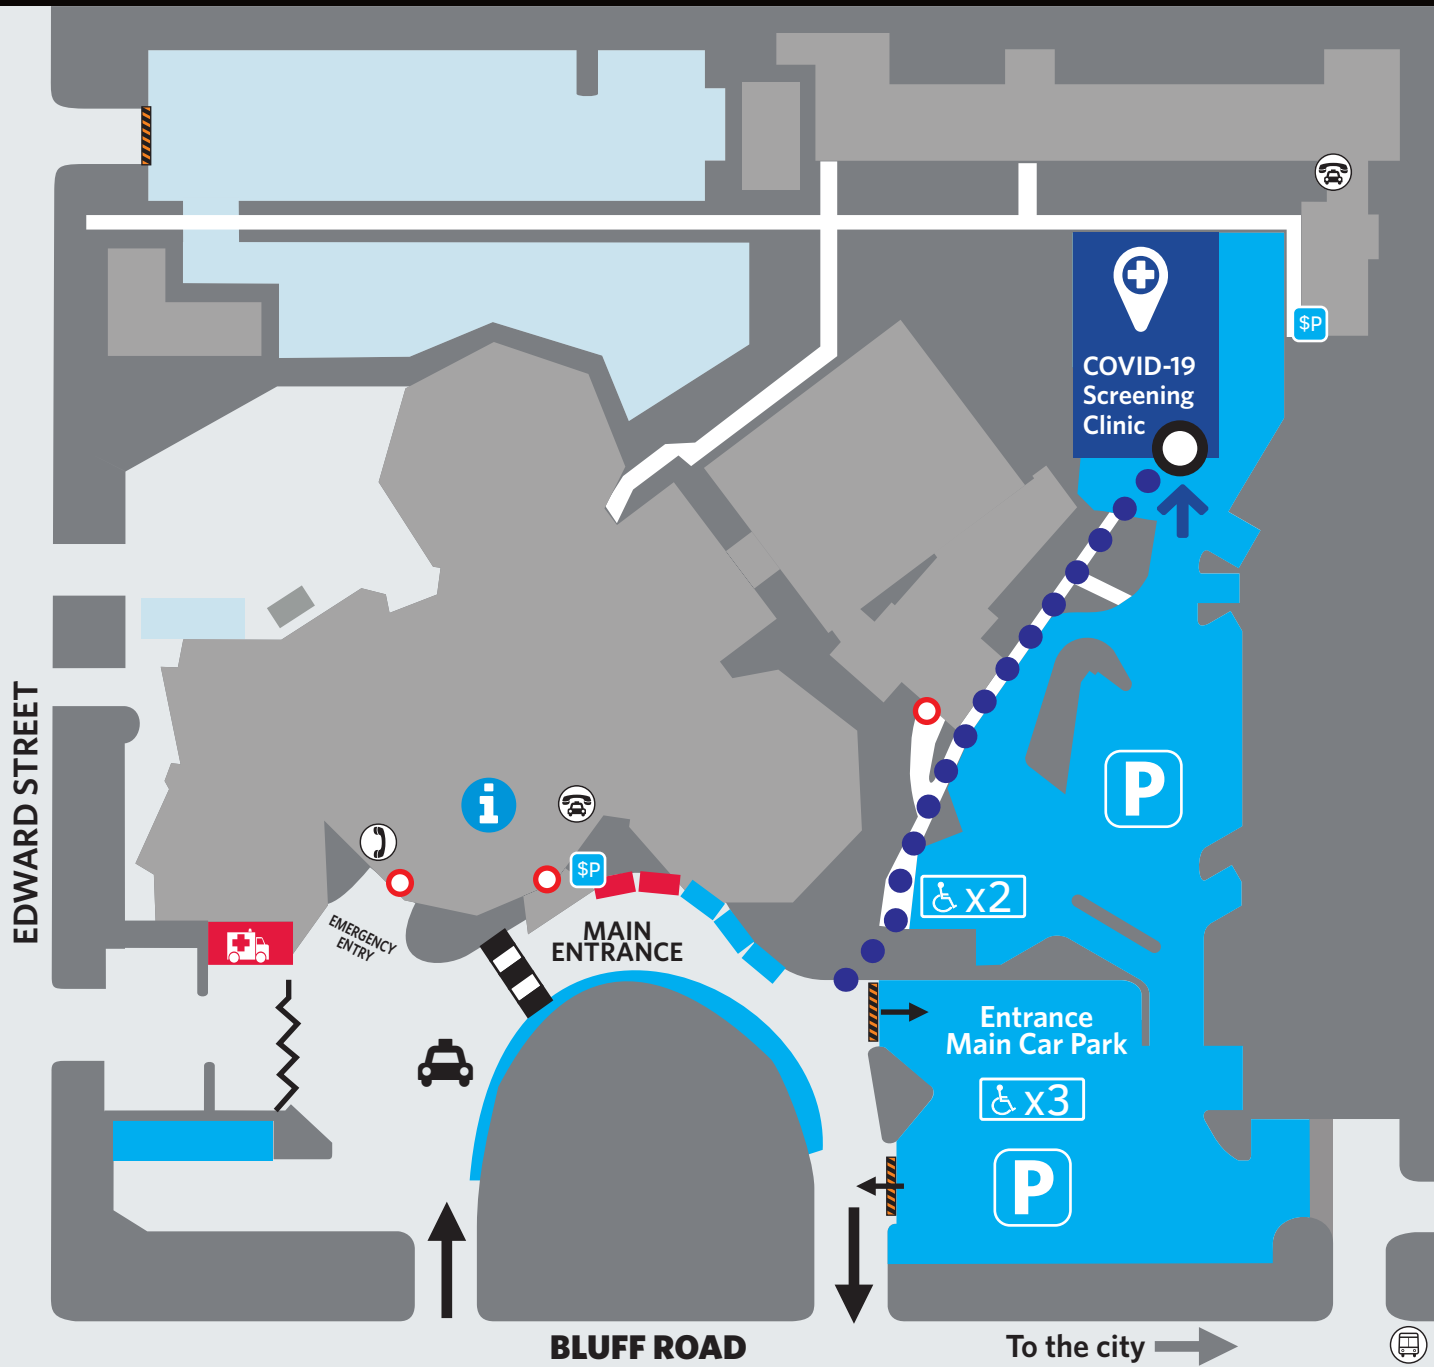 COVID-19
Screening
Clinic
$P
EDWARD STREET
P
i
$P
x2
EMERGENCY
ENTRY
MAIN
ENTRANCE
Entrance
Main Car Park
x3
P
BLUFF ROAD
To the city